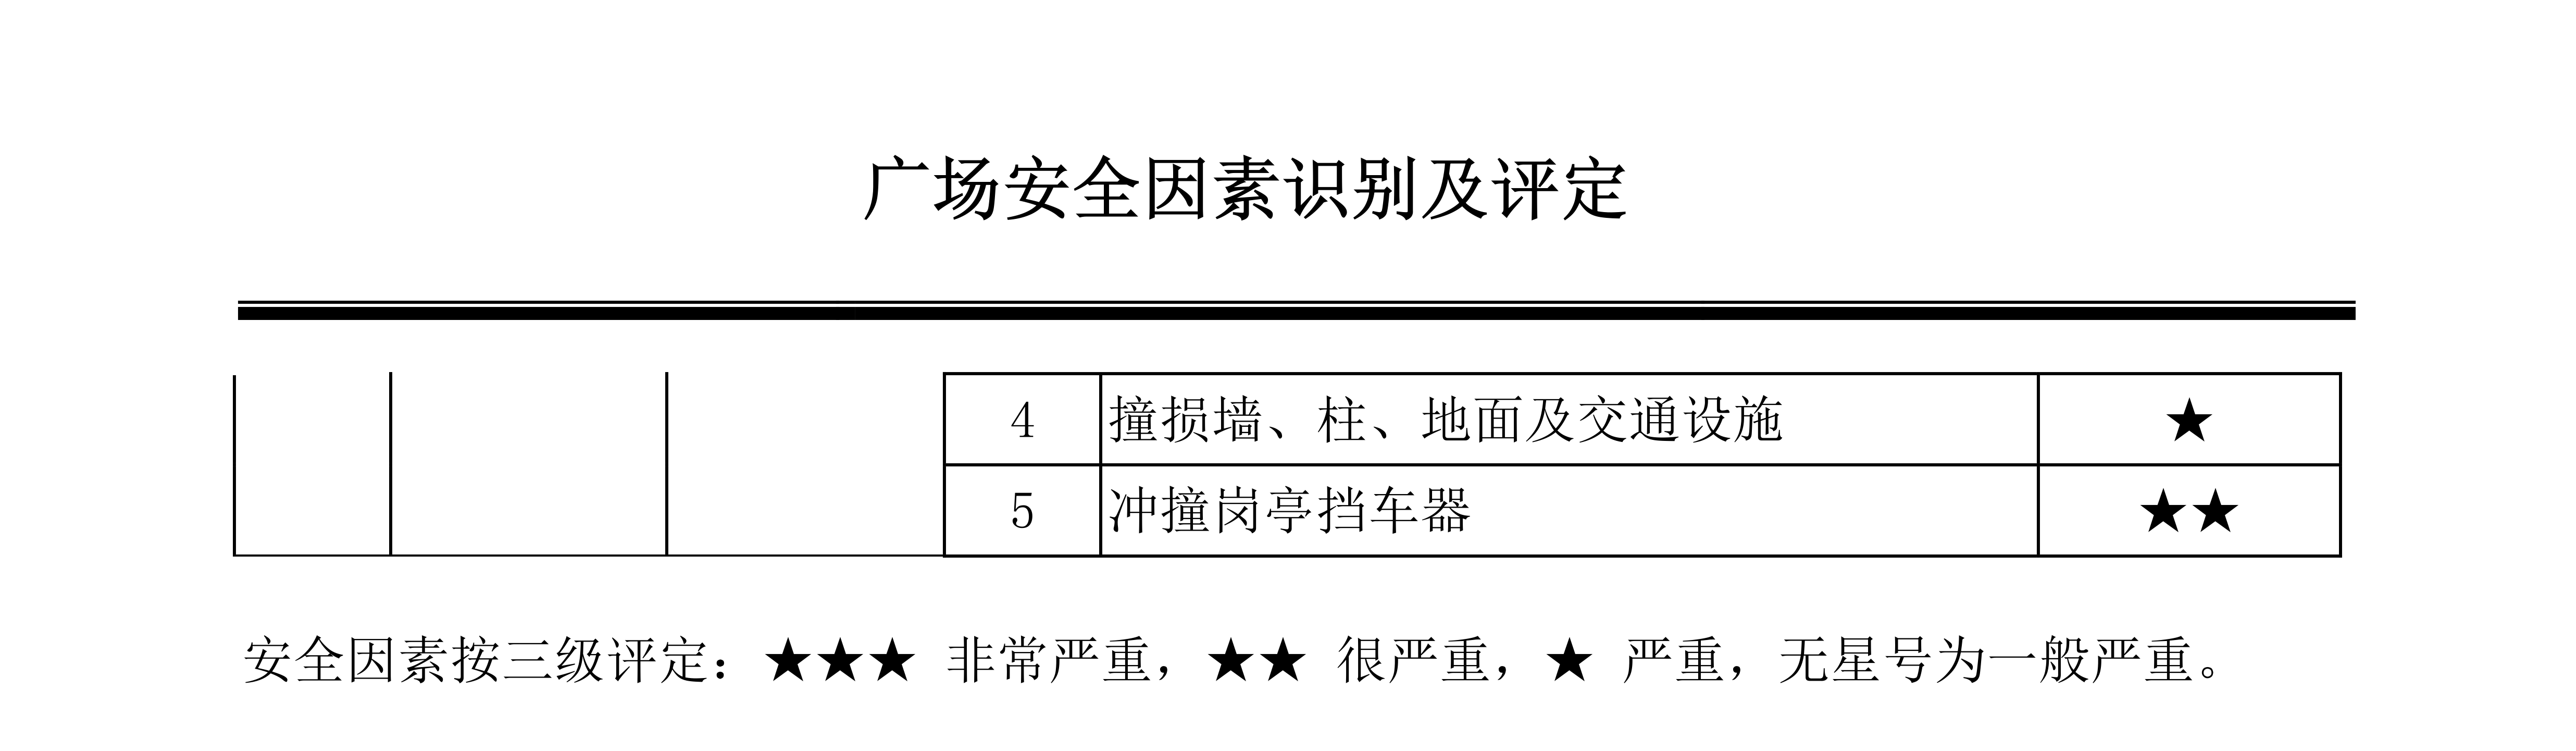 广场安全因素识别及评定
4 撞损墙、柱、地面及交通设施 ★
5 冲撞岗亭挡车器 ★★
安全因素按三级评定：★★★ 非常严重，★★ 很严重，★ 严重，无星号为一般严重。